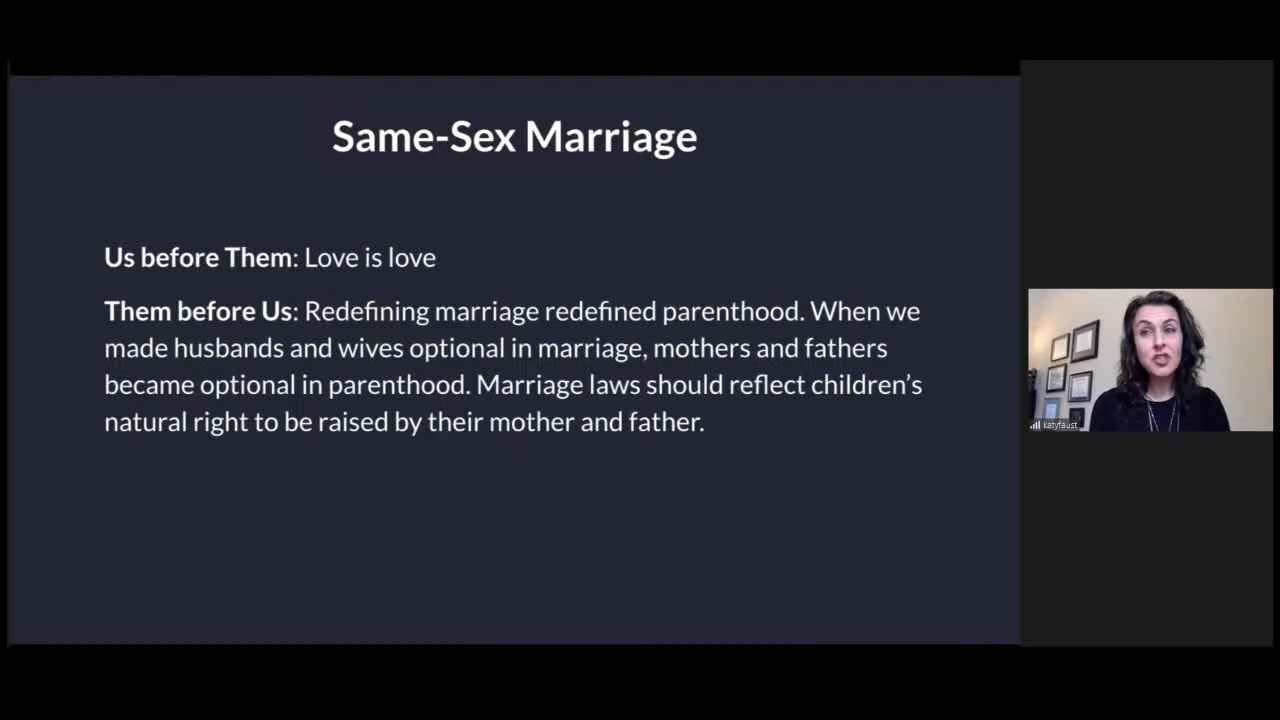 Same-Sex Marriage
Us before Them: Love is love
Them before Us: Redefining marriage redefined parenthood. When we
made husbands and wives optional in marriage, mothers and fathers
became optional in parenthood. Marriage laws should reflect children’s
natural right to be raised by their mother and father.
katyfaust